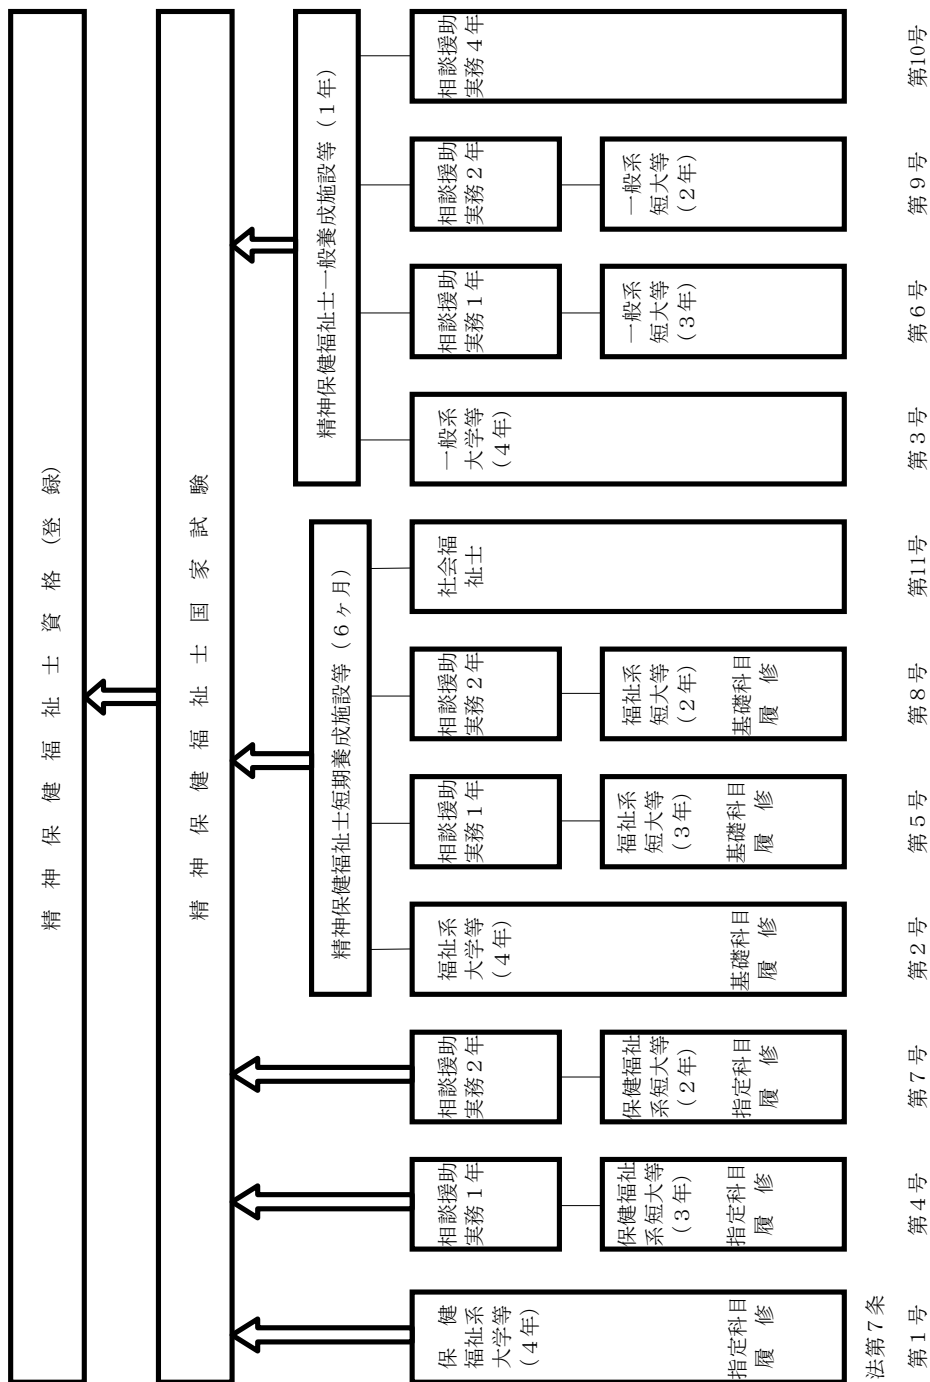 精神保健福祉士資格(登録)
精神保健福祉士国家試験
精神保健福祉士短期養成施設等(6ヶ月)
精神保健福祉士一般養成施設等(1年)
保健
福祉系
大学等
(4年)
指定科目
履修
相談援助
実務1年
保健福祉
系短大等
(3年)
指定科目
履修
相談援助
実務2年
保健福祉
系短大等
(2年)
指定科目
履修
福祉系
大学等
(4年)
基礎科目
履修
相談援助
実務1年
福祉系
短大等
(3年)
基礎科目
履修
相談援助
実務2年
福祉系
短大等
(2年)
基礎科目
履修
社会福
祉士
一般系
大学等
(4年)
相談援助
実務1年
一般系
短大等
(3年)
相談援助
実務2年
一般系
短大等
(2年)
相談援助
実務4年
法第7条
第1号
第4号
第7号
第2号
第5号
第8号
第11号
第3号
第6号
第9号
第10号